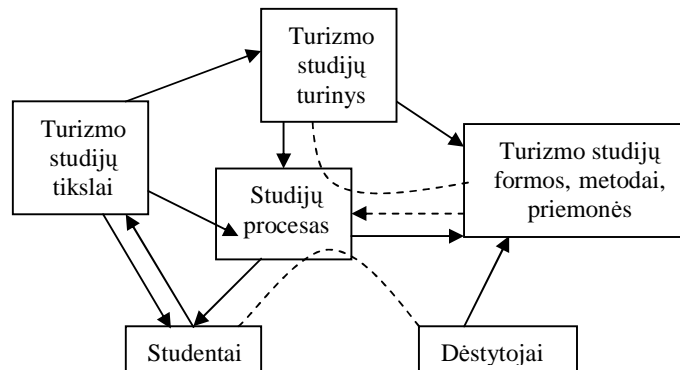 Turizmo
studijų
turinys
Turizmo
studijų
tikslai
Turizmo studijų
formos, metodai,
priemonės
Studijų
procesas
Studentai
Dėstytojai